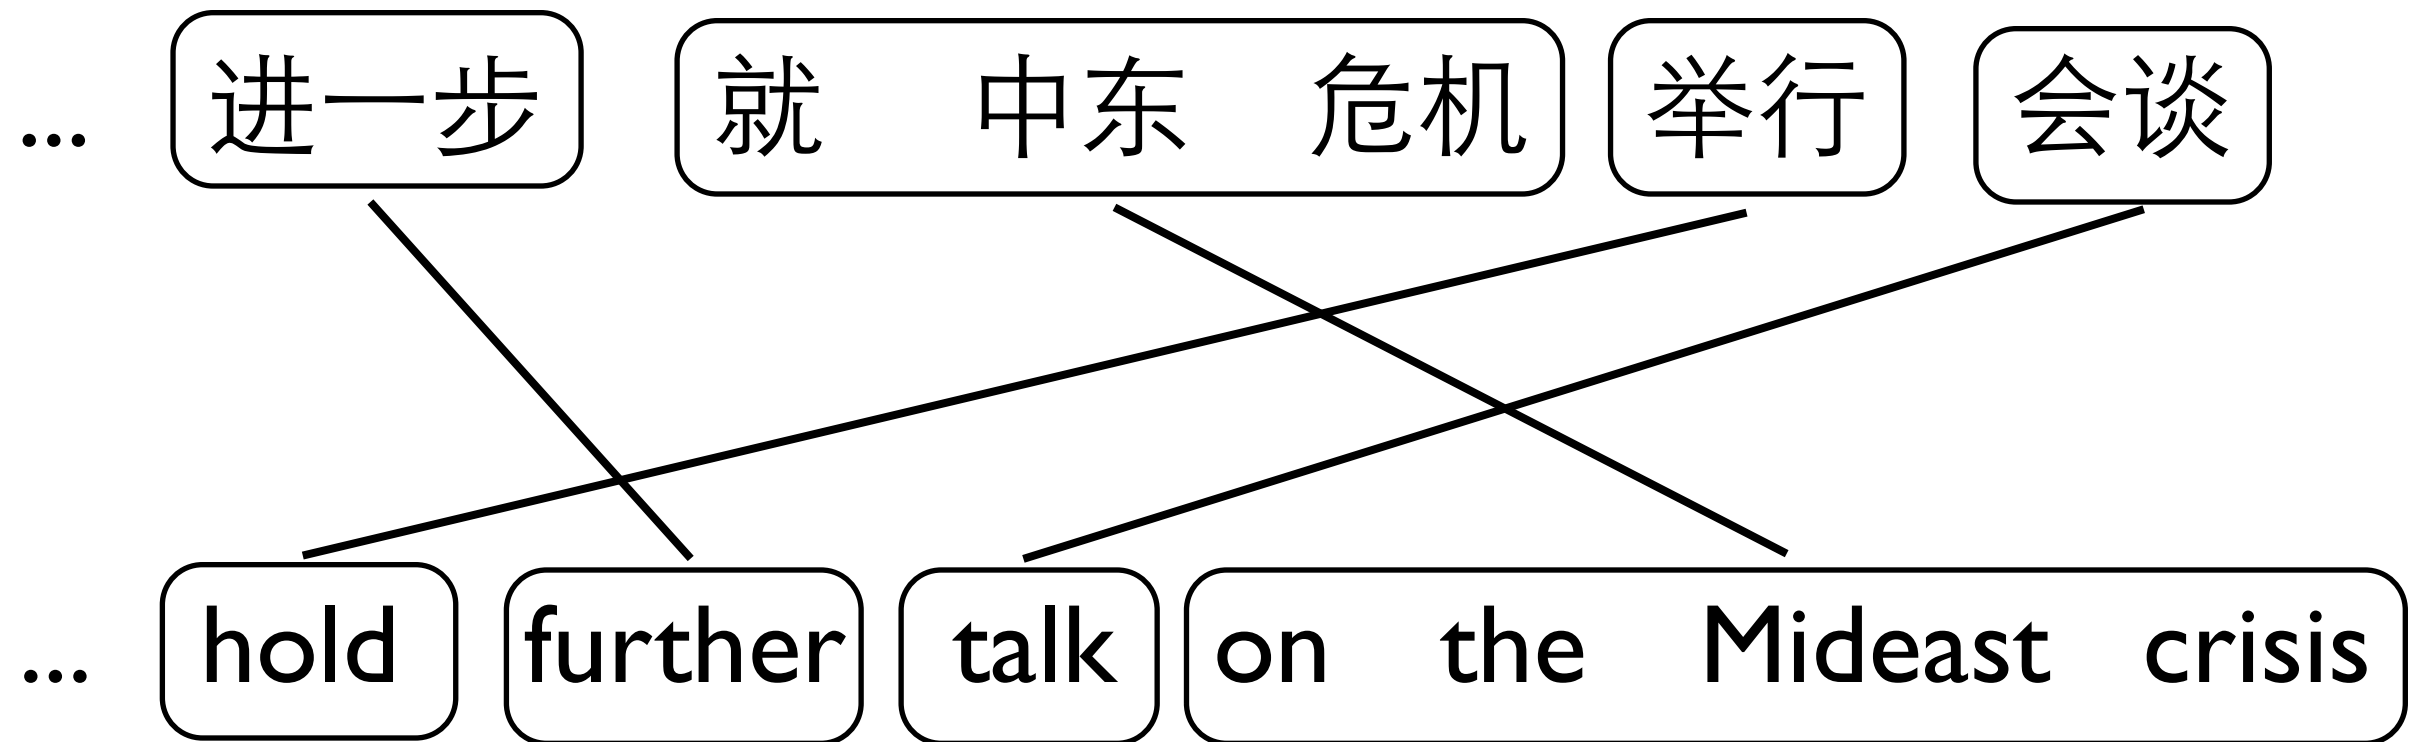 ... 进一步 就 中东 危机 举行 会谈
... hold further talk on the Mideast crisis